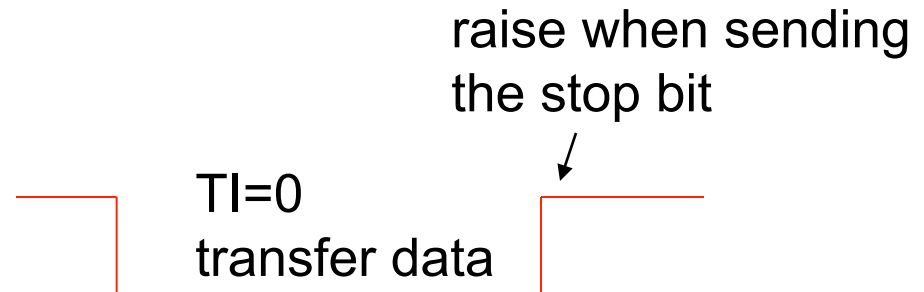 raise when sending
the stop bit
TI=0
transfer data